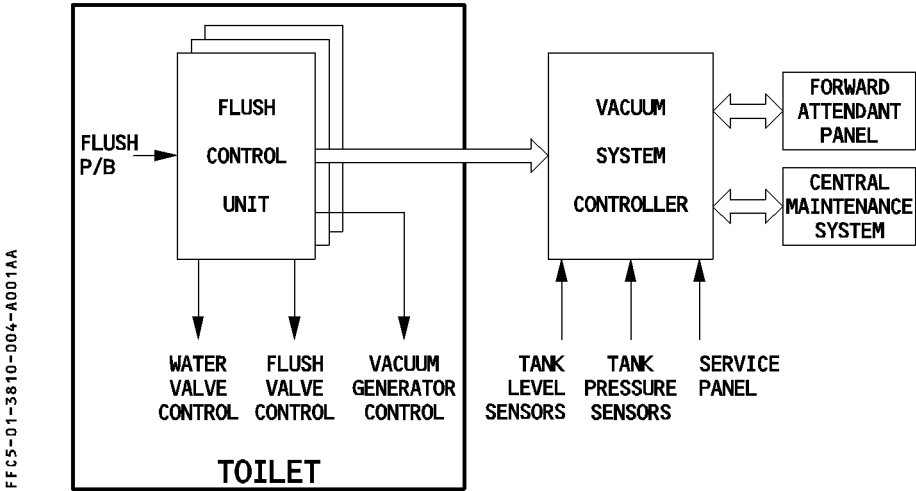 FLUSH
CONTROL
UNIT
FLUSH
P/B
VACUUM
SYSTEM
CONTROLLER
FORWARD
ATTENDANT
PANEL
CENTRAL
MAINTENANCE
SYSTEM
WATER
VALVE
CONTROL
FLUSH
VALVE
CONTROL
VACUUM
GENERATOR
CONTROL
TANK
LEVEL
SENSORS
TANK
PRESSURE
SENSORS
SERVICE
PANEL
TOILET
FFC5-01-3810-004-A001AA